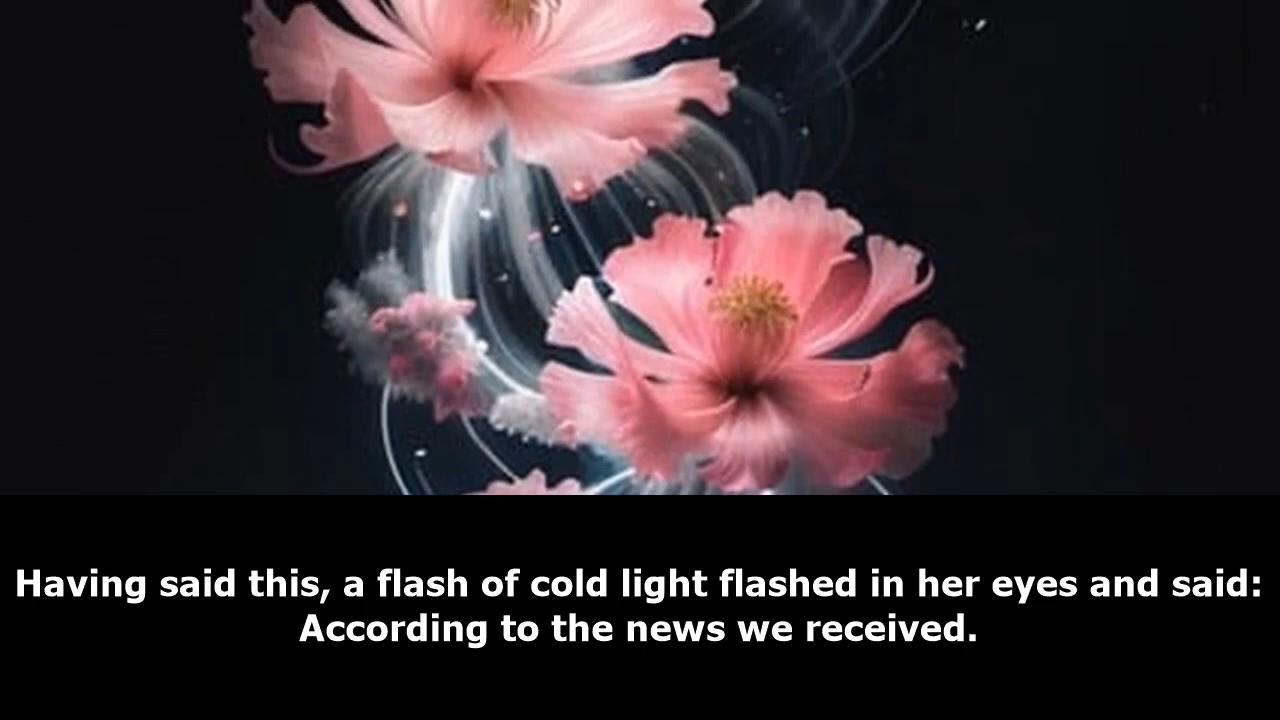 Having said this, a flash of cold light flashed in her eyes and said:
According to the news we received.